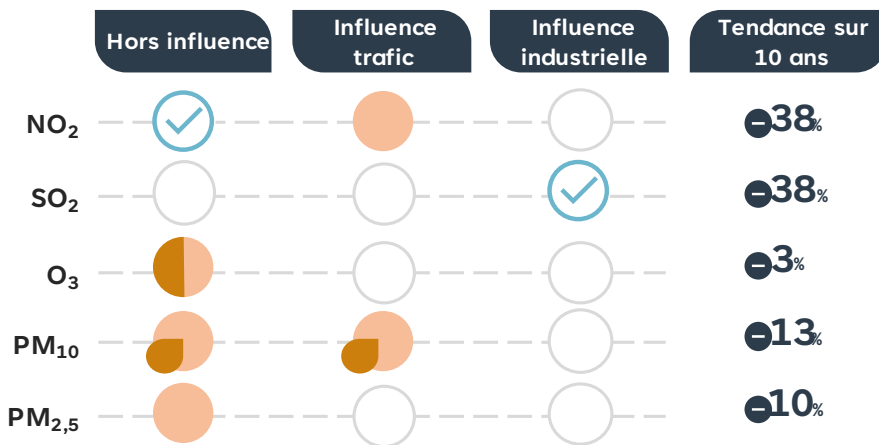 Hors influence
Influence
trafic
Influence
industrielle
Tendance sur
10 ans
NO₂
-38%
SO₂
-38%
O₃
-3%
PM₁₀
-13%
PM₂,₅
-10%